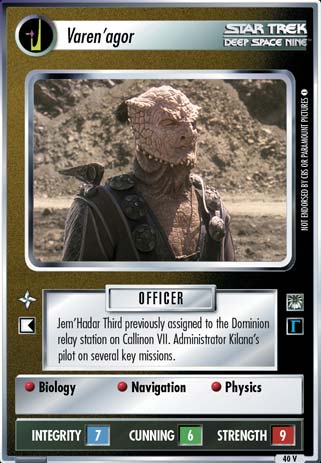 Varen'agor
STAR TREK
DEEP SPACE NINE
NOT ENDORSED BY CBS OR PARAMOUNT PICTURES
OFFICER
Jem'Hadar Third previously assigned to the Dominion
relay station on Callinon VII. Administrator Kilana's
pilot on several key missions.
Biology
Navigation
Physics
INTEGRITY 7 CUNNING 6 STRENGTH 9
40 V